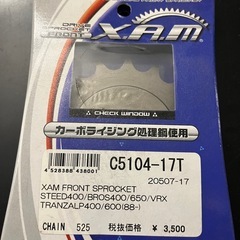 DRIVE
SPROCKET
FRONT
X.A.M
CHECK WINDOW
カーボライジング処理鋼使用
4 528388 438001
C5104-17T
20507-17
XAM FRONT SPROCKET
STEED400/BROS400/650/VRX
TRANZALP400/600(88-)
CHAIN 525 税抜価格 ¥ 3,500